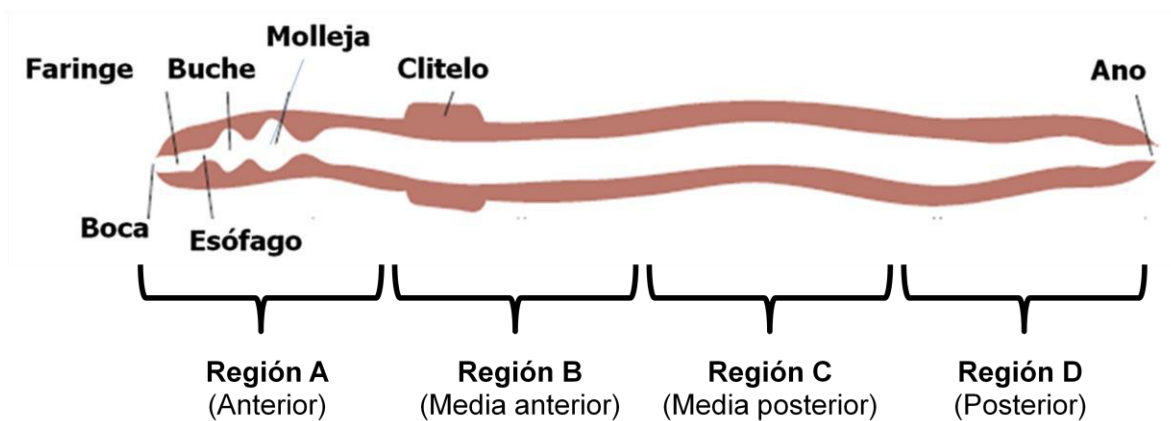 Molleja
Faringe Buche Clitelo Ano
Boca Esófago
Región A Región B Región C Región D
(Anterior) (Media anterior) (Media posterior) (Posterior)